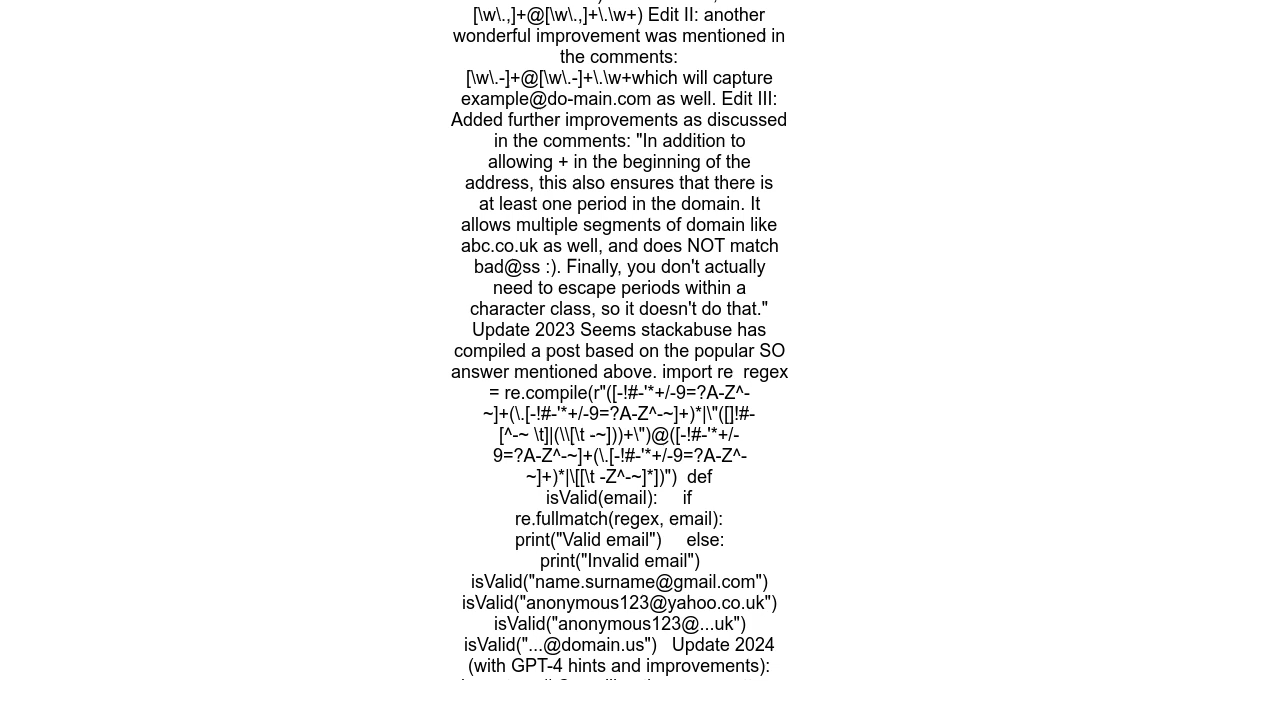 [\w\.,]+@[\w\.,]+\.\w+) Edit II: another
wonderful improvement was mentioned in
the comments:
[\w\.-]+@[\w\.-]+\.\w+which will capture
example@do-main.com as well. Edit III:
Added further improvements as discussed
in the comments: "In addition to
allowing + in the beginning of the
address, this also ensures that there is
at least one period in the domain. It
allows multiple segments of domain like
abc.co.uk as well, and does NOT match
bad@ss :). Finally, you don't actually
need to escape periods within a
character class, so it doesn't do that."
Update 2023 Seems stackabuse has
compiled a post based on the popular SO
answer mentioned above. import re  regex
= re.compile(r"([-!#-'*+/-9=?A-Z^-
~]+(\.[-!#-'*+/-9=?A-Z^-~]+)*|\"([]!#-
[^-~ \t]|(\\[\t -~]))+\")@([-!#-'*+/-
9=?A-Z^-~]+(\.[-!#-'*+/-9=?A-Z^-
~]+)*|\[[\t -Z^-~]*])")  def
isValid(email):     if
re.fullmatch(regex, email):
print("Valid email")     else:
print("Invalid email")
isValid("name.surname@gmail.com")
isValid("anonymous123@yahoo.co.uk")
isValid("anonymous123@...uk")
isValid("...@domain.us")   Update 2024
(with GPT-4 hints and improvements):